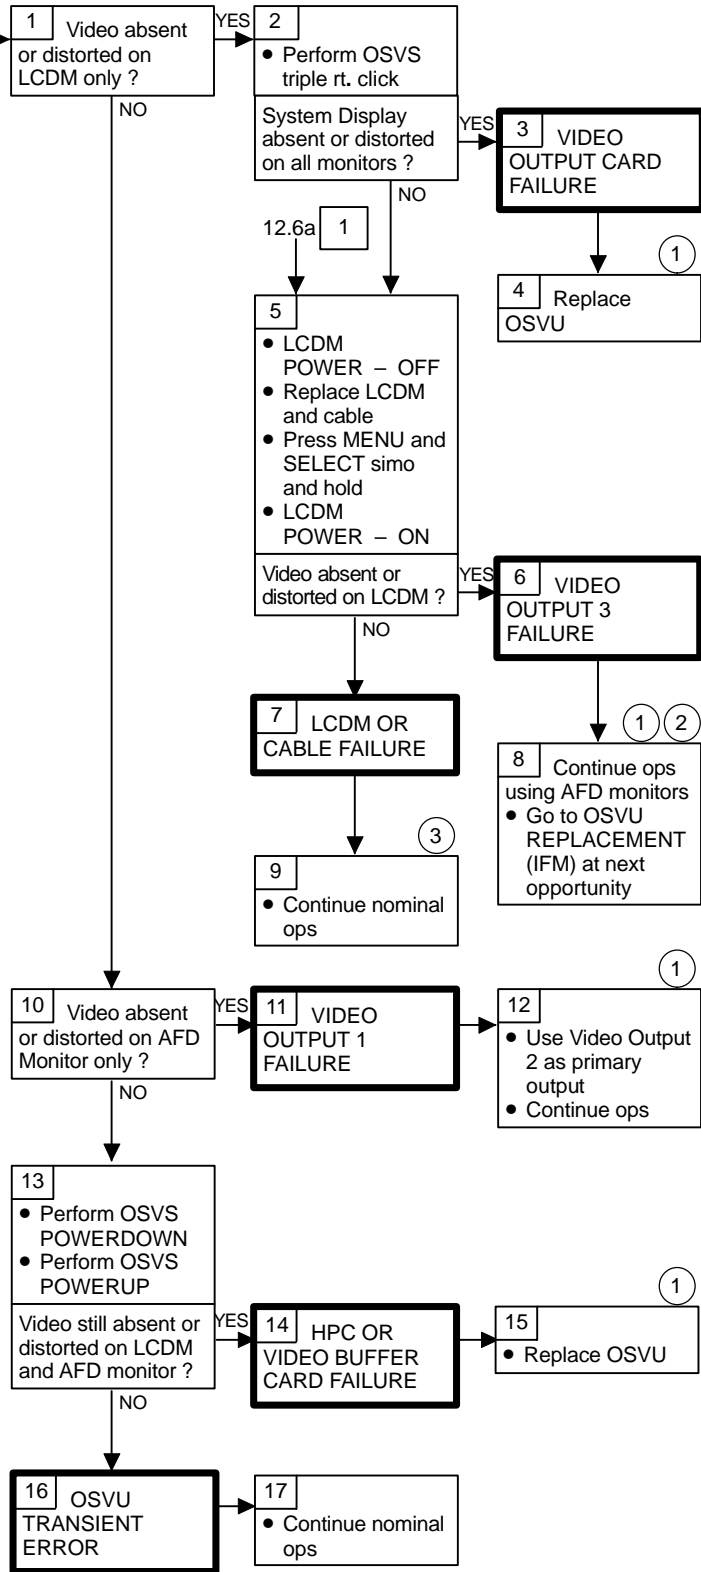 1 Video absent
or distorted on
LCDM only ?
YES
NO
2
• Perform OSVS
triple rt. click
System Display
absent or distorted
on all monitors ?
YES
NO
3 VIDEO
OUTPUT CARD
FAILURE
1
4 Replace
OSVU
12.6a 1
5
• LCDM
POWER – OFF
• Replace LCDM
and cable
• Press MENU and
SELECT simo
and hold
• LCDM
POWER – ON
Video absent or
distorted on LCDM ?
YES
NO
6 VIDEO
OUTPUT 3
FAILURE
7 LCDM OR
CABLE FAILURE
1 2
8 Continue ops
using AFD monitors
• Go to OSVU
REPLACEMENT
(IFM) at next
opportunity
3
9
• Continue nominal
ops
10 Video absent
or distorted on AFD
Monitor only ?
YES
NO
11 VIDEO
OUTPUT 1
FAILURE
1
12
• Use Video Output
2 as primary
output
• Continue ops
13
• Perform OSVS
POWERDOWN
• Perform OSVS
POWERUP
Video still absent or
distorted on LCDM
and AFD monitor ?
YES
NO
14 HPC OR
VIDEO BUFFER
CARD FAILURE
1
15
• Replace OSVU
16 OSVU
TRANSIENT
ERROR
17
• Continue nominal
ops